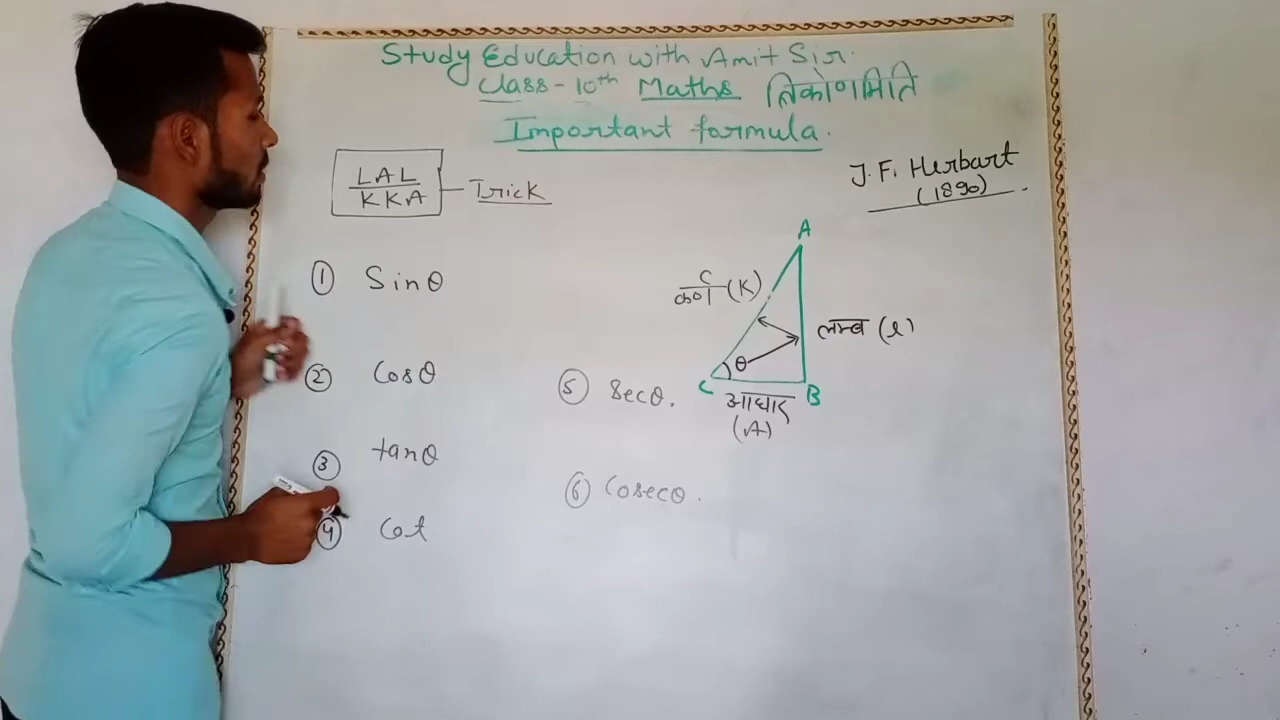 Study Education with Amit Sir.
Class-10th Maths त्रिकोणमिति
Important formula.
LAL
KKA
Trick
J.F. Herbart
(1890)
① Sinθ
② Cosθ
③ tanθ
④ Cot
⑤ Secθ.
⑥ Cosecθ.
A
कर्ण (K)
लम्ब (l)
θ
C
B
आधार
(A)